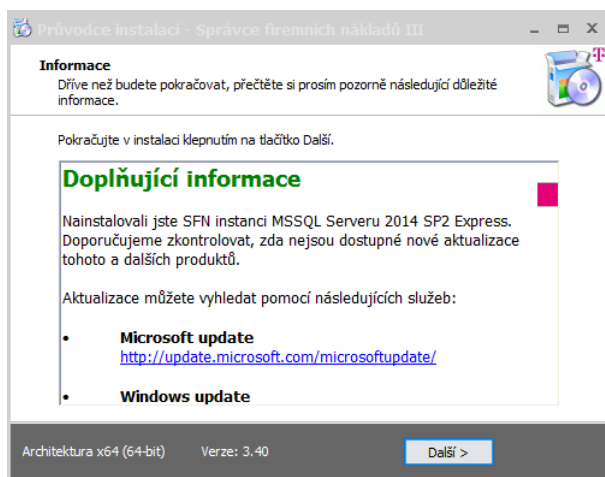 Průvodce instalací - Správce firemních nákladů III
Informace
Dříve než budete pokračovat, přečtěte si prosím pozorně následující důležité
informace.
Pokračujte v instalaci klepnutím na tlačítko Další.
Doplňující informace
Nainstalovali jste SFN instanci MSSQL Serveru 2014 SP2 Express.
Doporučujeme zkontrolovat, zda nejsou dostupné nové aktualizace
tohoto a dalších produktů.
Aktualizace můžete vyhledat pomocí následujících služeb:
• Microsoft update
http://update.microsoft.com/microsoftupdate/
• Windows update
Architektura x64 (64-bit) Verze: 3.40 Další >